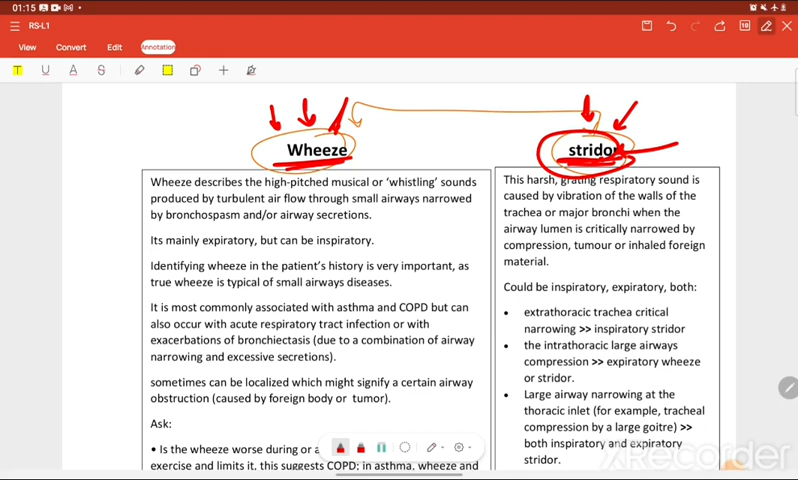 01:15
RS-L1
View Convert Edit Annotation
Wheeze
Wheeze describes the high-pitched musical or ‘whistling’ sounds
produced by turbulent air flow through small airways narrowed
by bronchospasm and/or airway secretions.
Its mainly expiratory, but can be inspiratory.
Identifying wheeze in the patient’s history is very important, as
true wheeze is typical of small airways diseases.
It is most commonly associated with asthma and COPD but can
also occur with acute respiratory tract infection or with
exacerbations of bronchiectasis (due to a combination of airway
narrowing and excessive secretions).
sometimes can be localized which might signify a certain airway
obstruction (caused by foreign body or tumor).
Ask:
• Is the wheeze worse during or a
exercise and limits it, this suggests COPD; in asthma, wheeze and
stridor
This harsh, grating respiratory sound is
caused by vibration of the walls of the
trachea or major bronchi when the
airway lumen is critically narrowed by
compression, tumour or inhaled foreign
material.
Could be inspiratory, expiratory, both:
• extrathoracic trachea critical
narrowing >> inspiratory stridor
• the intrathoracic large airways
compression >> expiratory wheeze
or stridor.
• Large airway narrowing at the
thoracic inlet (for example, tracheal
compression by a large goitre) >>
both inspiratory and expiratory
stridor.
XRecorder